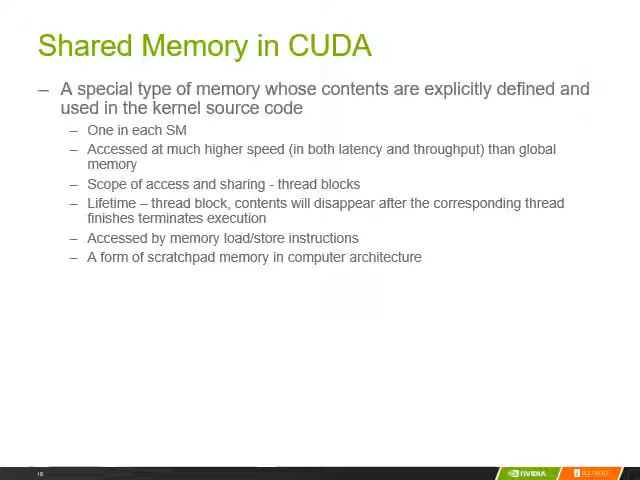 Shared Memory in CUDA
– A special type of memory whose contents are explicitly defined and
used in the kernel source code
– One in each SM
– Accessed at much higher speed (in both latency and throughput) than global
memory
– Scope of access and sharing - thread blocks
– Lifetime – thread block, contents will disappear after the corresponding thread
finishes terminates execution
– Accessed by memory load/store instructions
– A form of scratchpad memory in computer architecture
15
NVIDIA